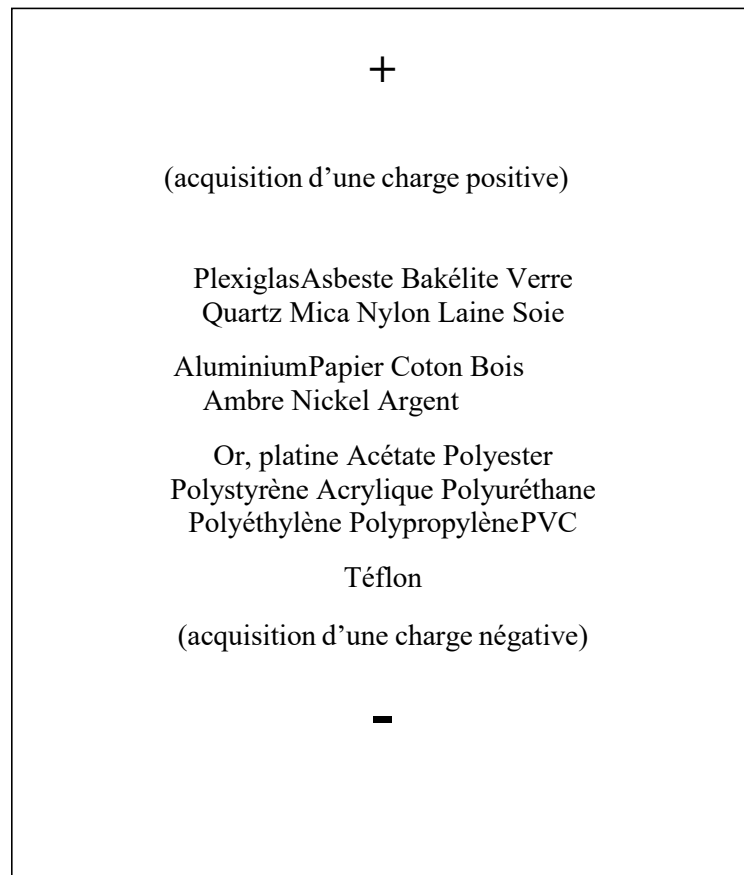 +
(acquisition d’une charge positive)
PlexiglasAsbeste Bakélite Verre
Quartz Mica Nylon Laine Soie
AluminiumPapier Coton Bois
Ambre Nickel Argent
Or, platine Acétate Polyester
Polystyrène Acrylique Polyuréthane
Polyéthylène PolypropylènePVC
Téflon
(acquisition d’une charge négative)
-